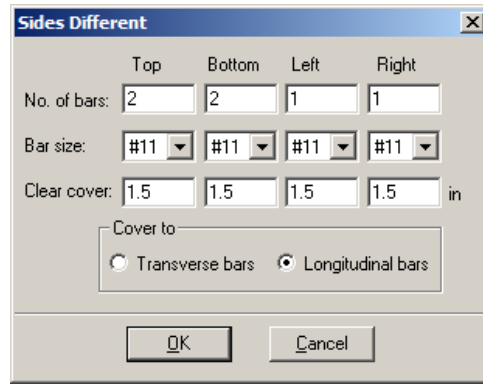 Sides Different
Top Bottom Left Right
No. of bars: 2 2 1 1
Bar size: #11 #11 #11 #11
Clear cover: 1.5 1.5 1.5 1.5 in
Cover to
Transverse bars Longitudinal bars
OK Cancel